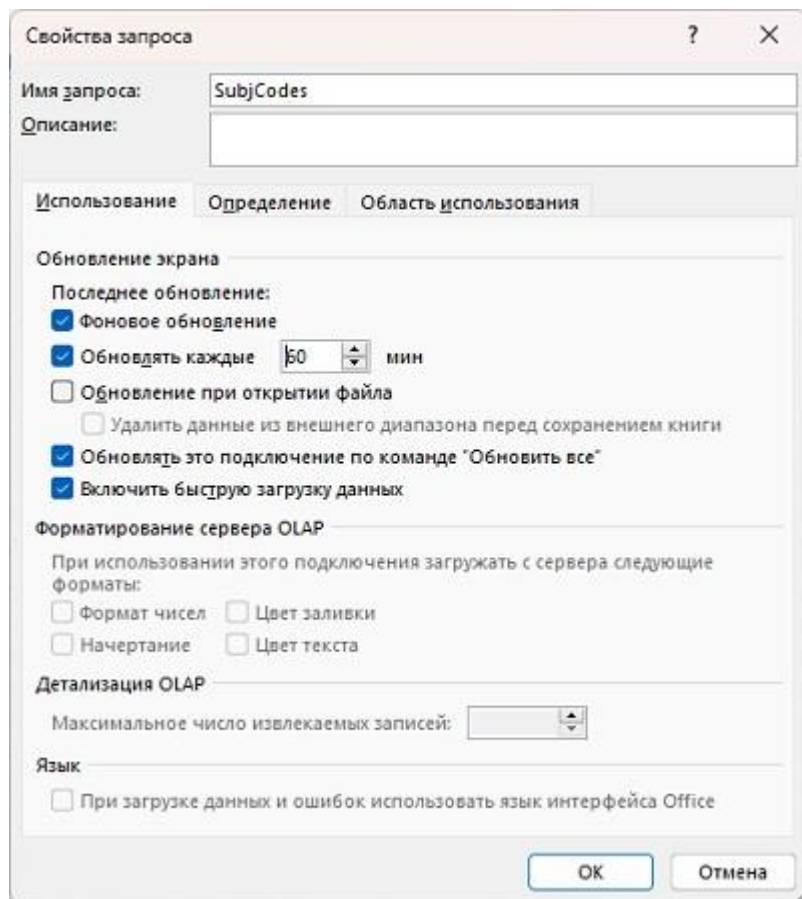 Свойства запроса ?
Имя запроса: SubjCodes
Описание:
Использование Определение Область использования
Обновление экрана
Последнее обновление:
Фоновое обновление
Обновлять каждые 60 мин
Обновление при открытии файла
Удалить данные из внешнего диапазона перед сохранением книги
Обновлять это подключение по команде "Обновить все"
Включить быструю загрузку данных
Форматирование сервера OLAP
При использовании этого подключения загружать с сервера следующие
форматы:
Формат чисел Цвет заливки
Начертание Цвет текста
Детализация OLAP
Максимальное число извлекаемых записей:
Язык
При загрузке данных и ошибок использовать язык интерфейса Office
ОК Отмена